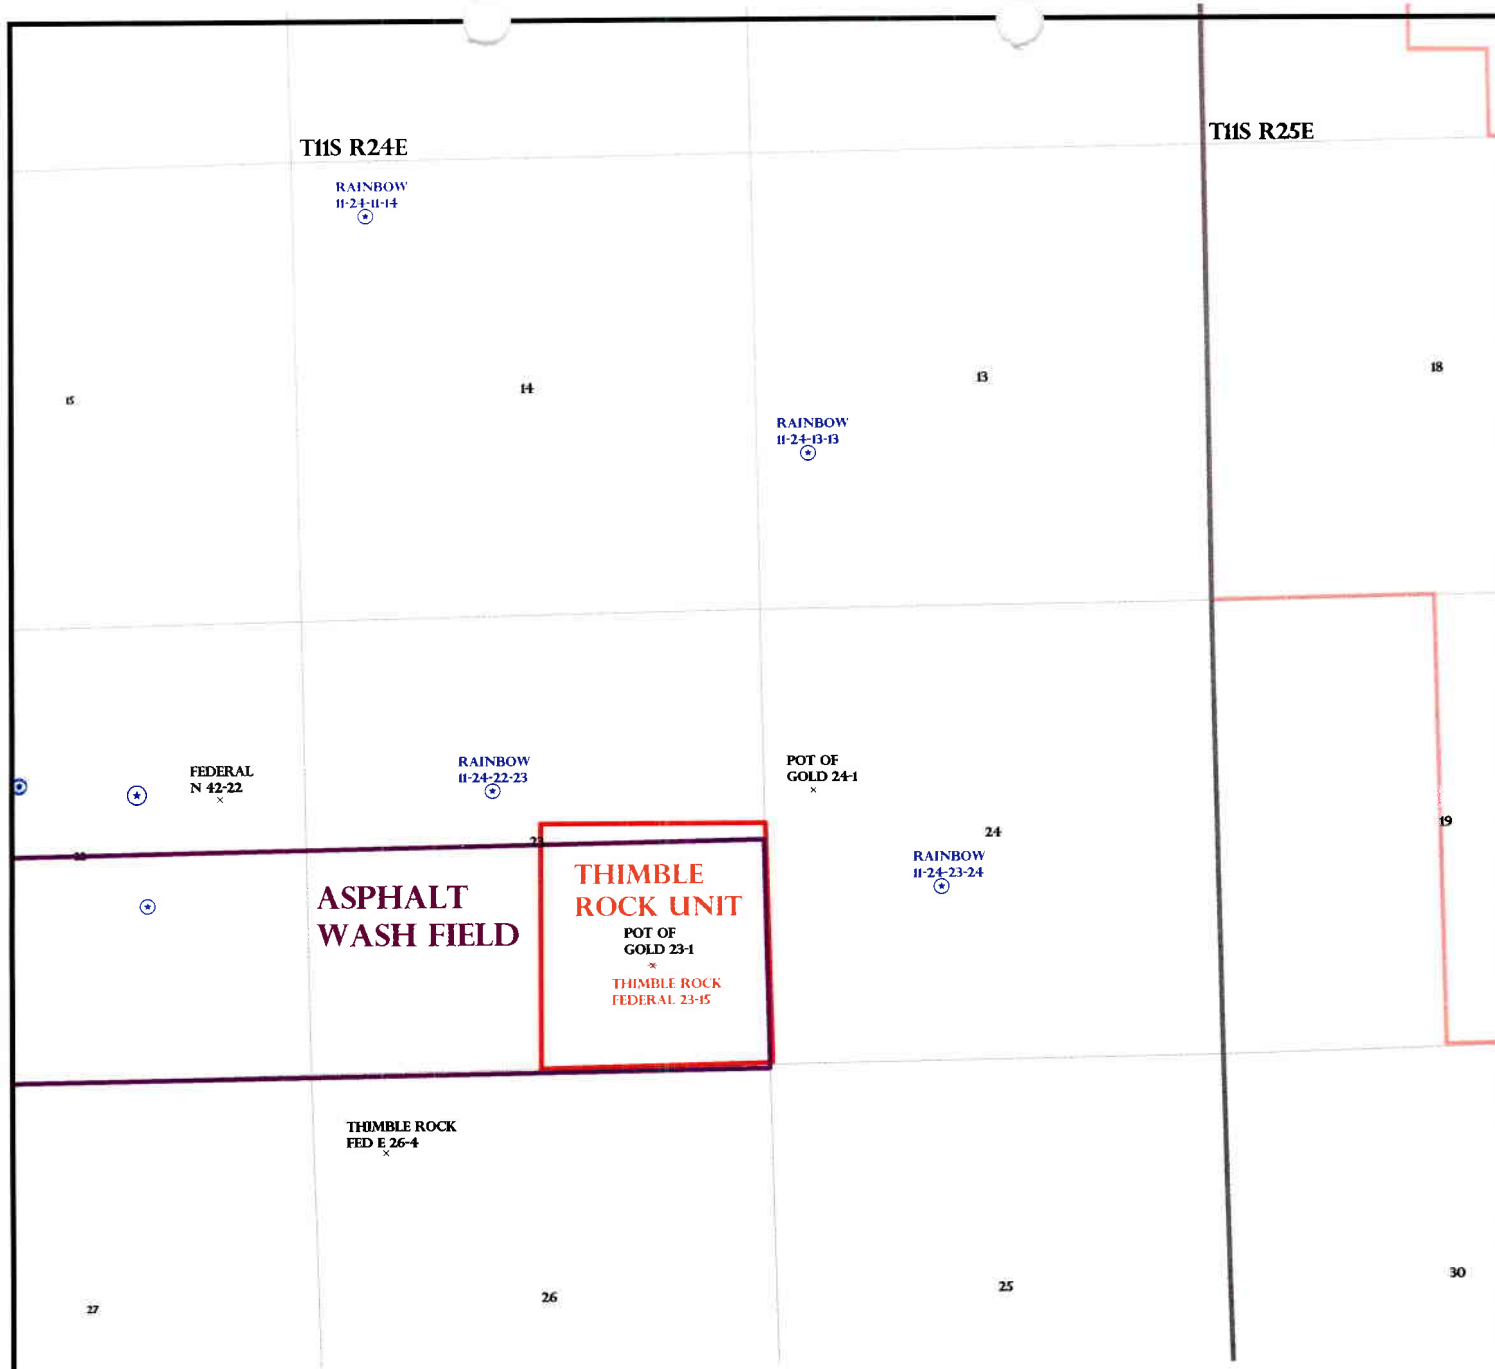 T11S R24E
T11S R25E
RAINBOW
11-24-11-14
15
14
13
18
RAINBOW
11-24-13-13
FEDERAL
N 42-22
RAINBOW
11-24-22-23
POT OF
GOLD 24-1
22
23
24
19
RAINBOW
11-24-23-24
ASPHALT
WASH FIELD
THIMBLE
ROCK UNIT
POT OF
GOLD 23-1
THIMBLE ROCK
FEDERAL 23-15
THIMBLE ROCK
FED E 26-4
27
26
25
30